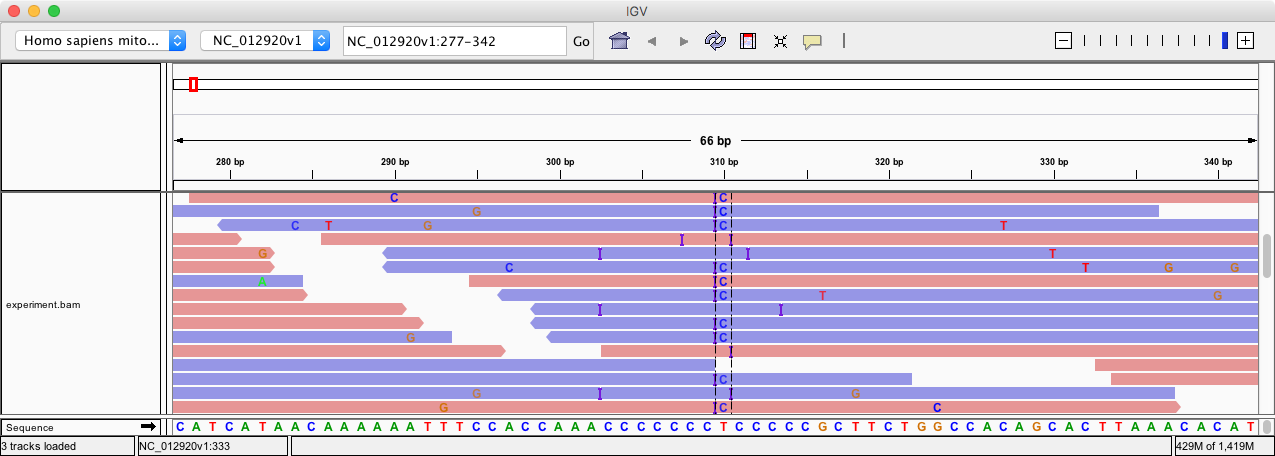 IGV
Homo sapiens mito... NC_012920v1 NC_012920v1:277-342 Go
66 bp
280 bp 290 bp 300 bp 310 bp 320 bp 330 bp 340 bp
C I C
G I C
C T G I C T
I I
G I I T
C I C T G G
A I C
I C T G
experiment.bam
I I
I C
G I C
I
I C
G I I G
G I C C
Sequence C A T C A T A A C A A A A A A T T T C C A C C A A A C C C C C C C T C C C C C G C T T C T G G C C A C A G C A C T T A A A C A C A T
3 tracks loaded NC_012920v1:333 429M of 1,419M